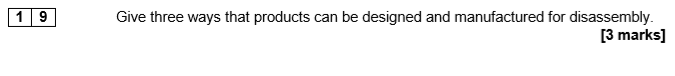 1 9 Give three ways that products can be designed and manufactured for disassembly.
[3 marks]